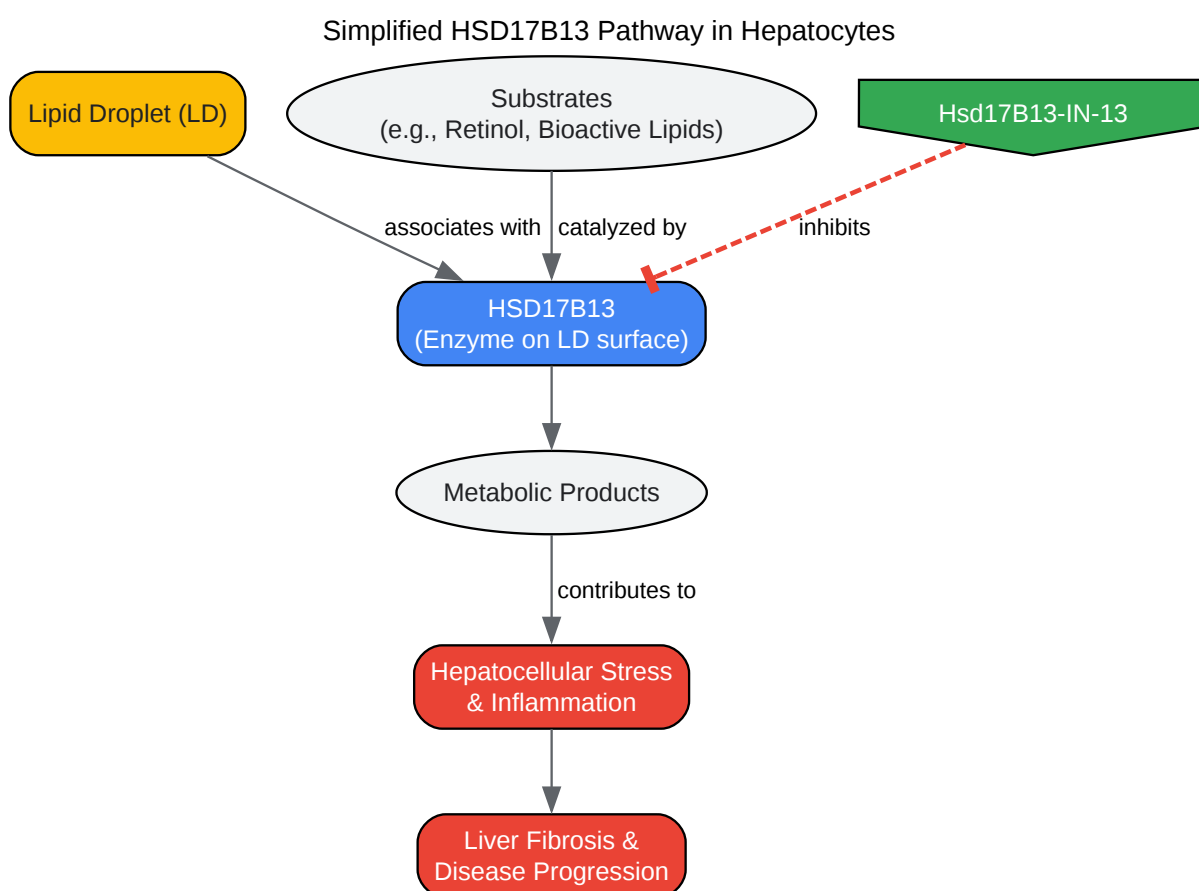 Simplified HSD17B13 Pathway in Hepatocytes
Lipid Droplet (LD)
Substrates
(e.g., Retinol, Bioactive Lipids)
Hsd17B13-IN-13
associates with
catalyzed by
inhibits
HSD17B13
(Enzyme on LD surface)
Metabolic Products
contributes to
Hepatocellular Stress
& Inflammation
Liver Fibrosis &
Disease Progression